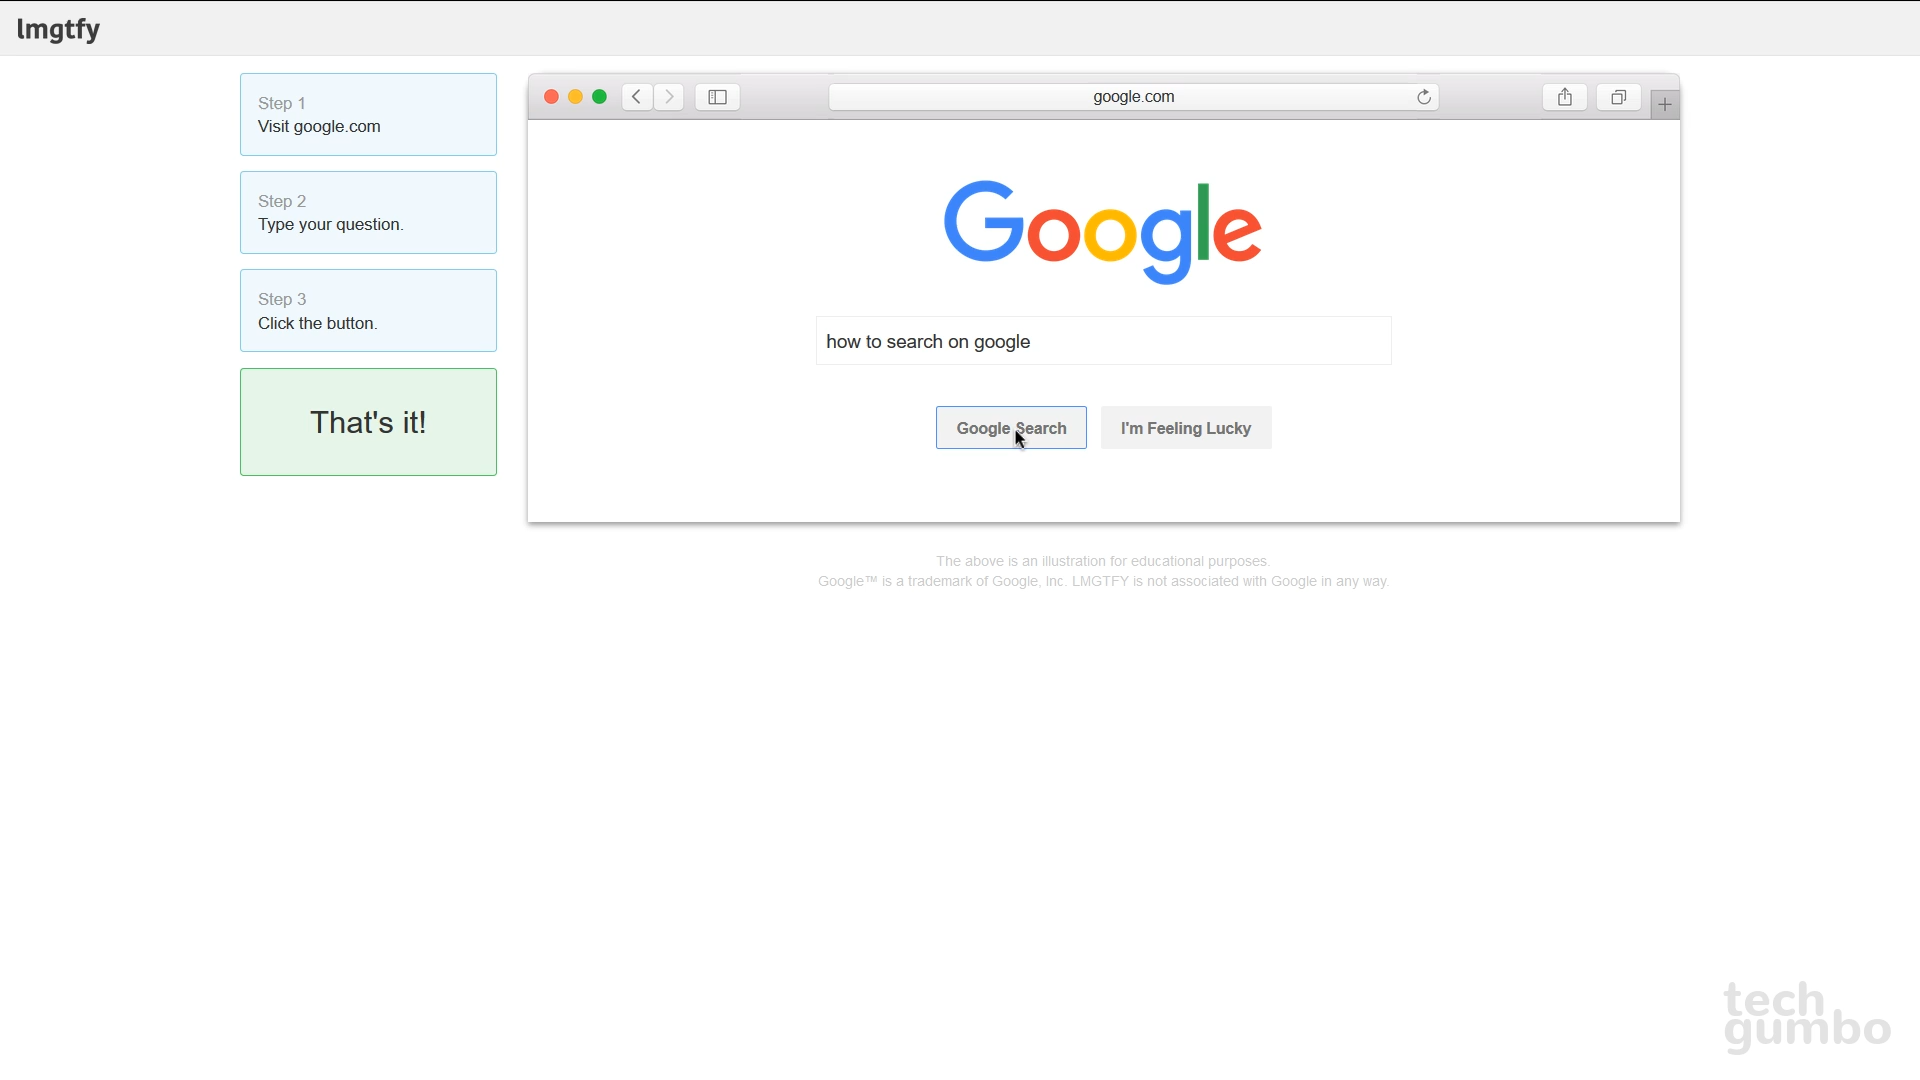 lmgtfy
Step 1
Visit google.com
Step 2
Type your question.
Step 3
Click the button.
That's it!
google.com
Google
how to search on google
Google Search
I'm Feeling Lucky
The above is an illustration for educational purposes.
Google™ is a trademark of Google, Inc. LMGTFY is not associated with Google in any way.
tech
gumbo